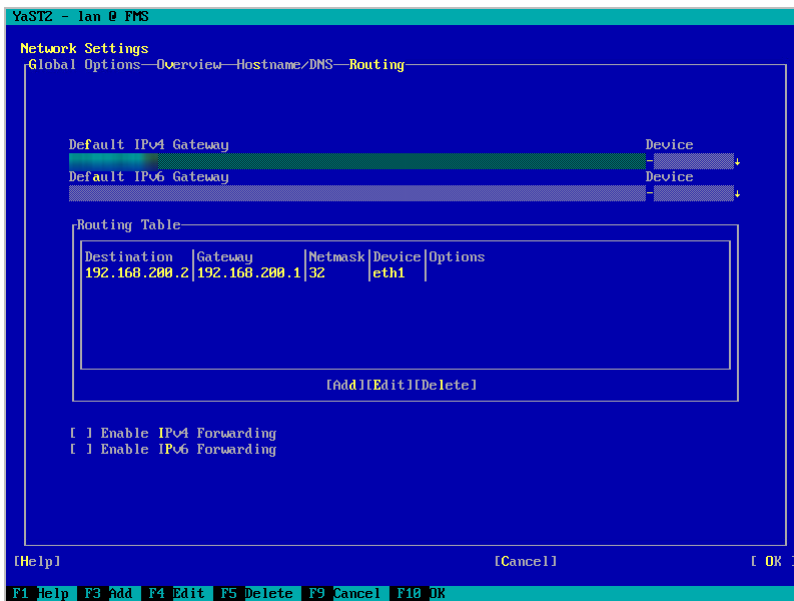 YaST2 - lan @ FMS
Network Settings
Global Options—Overview—Hostname/DNS—Routing
Default IPv4 Gateway Device
Default IPv6 Gateway Device
Routing Table
Destination |Gateway |Netmask|Device|Options
192.168.200.2|192.168.200.1|32 |eth1 |
[Add][Edit][Delete]
[ ] Enable IPv4 Forwarding
[ ] Enable IPv6 Forwarding
[Help] [Cancel] [ OK ]
F1 Help F3 Add F4 Edit F5 Delete F9 Cancel F10 OK